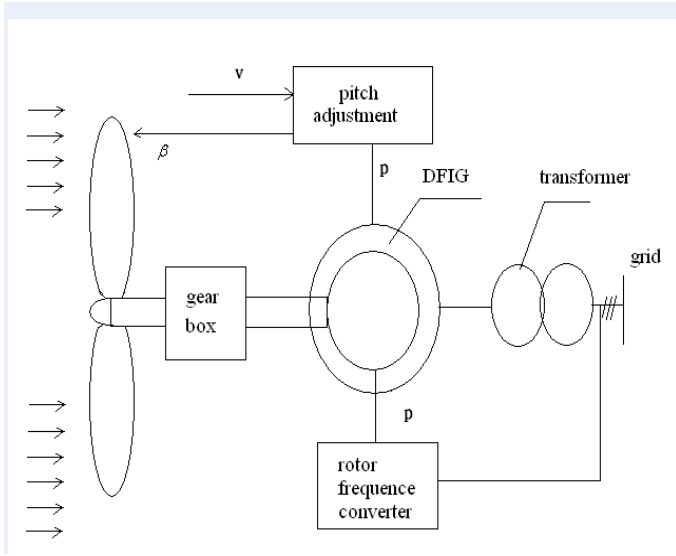 v
pitch
adjustment
β
p
DFIG
transformer
grid
gear
box
p
rotor
frequence
converter